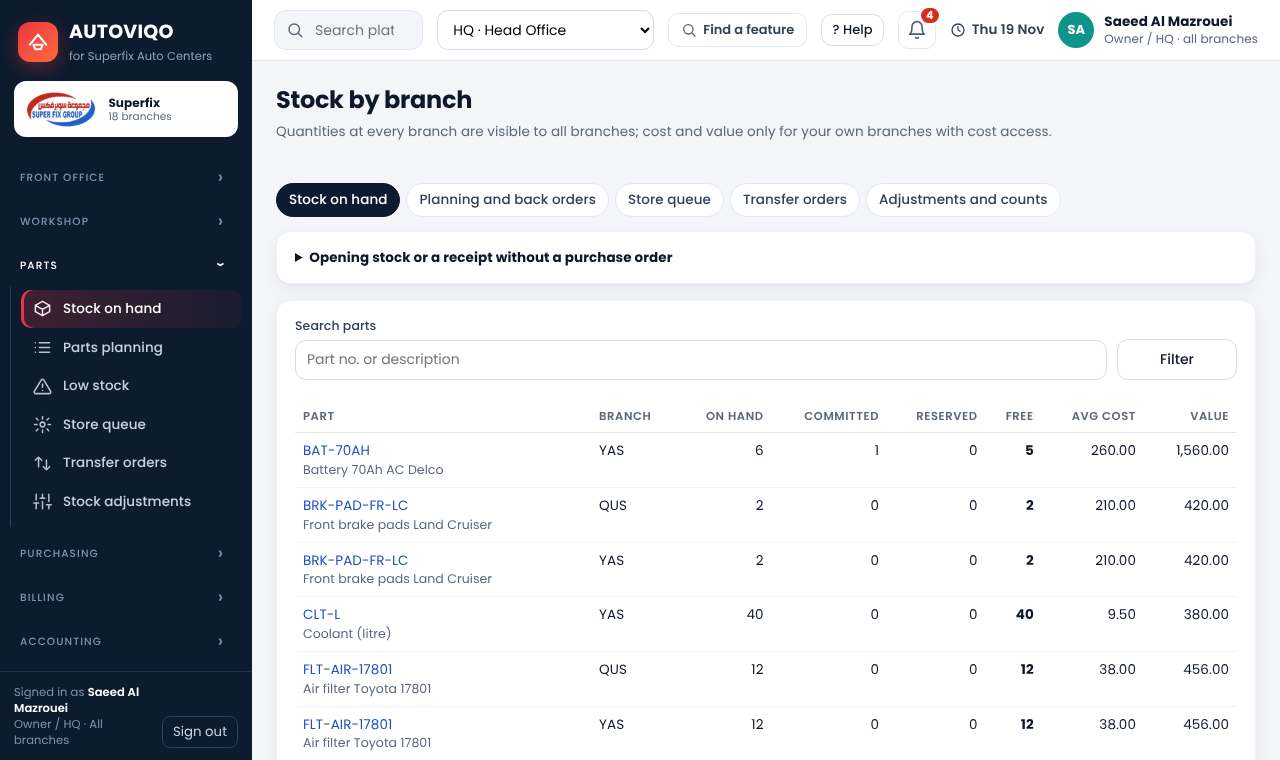 AUTOVIQO
for Superfix Auto Centers
مجموعة سوبر فكس
SUPER FIX GROUP
Superfix
18 branches
FRONT OFFICE
WORKSHOP
PARTS
Stock on hand
Parts planning
Low stock
Store queue
Transfer orders
Stock adjustments
PURCHASING
BILLING
ACCOUNTING
Signed in as Saeed Al
Mazrouei
Owner / HQ · All
branches
Sign out
Search plat
HQ · Head Office
Find a feature
? Help
4
Thu 19 Nov
SA
Saeed Al Mazrouei
Owner / HQ · all branches
Stock by branch
Quantities at every branch are visible to all branches; cost and value only for your own branches with cost access.
Stock on hand Planning and back orders Store queue Transfer orders Adjustments and counts
Opening stock or a receipt without a purchase order
Search parts
Part no. or description
Filter
PART BRANCH ON HAND COMMITTED RESERVED FREE AVG COST VALUE
BAT-70AH YAS 6 1 0 5 260.00 1,560.00
Battery 70Ah AC Delco
BRK-PAD-FR-LC QUS 2 0 0 2 210.00 420.00
Front brake pads Land Cruiser
BRK-PAD-FR-LC YAS 2 0 0 2 210.00 420.00
Front brake pads Land Cruiser
CLT-L YAS 40 0 0 40 9.50 380.00
Coolant (litre)
FLT-AIR-17801 QUS 12 0 0 12 38.00 456.00
Air filter Toyota 17801
FLT-AIR-17801 YAS 12 0 0 12 38.00 456.00
Air filter Toyota 17801